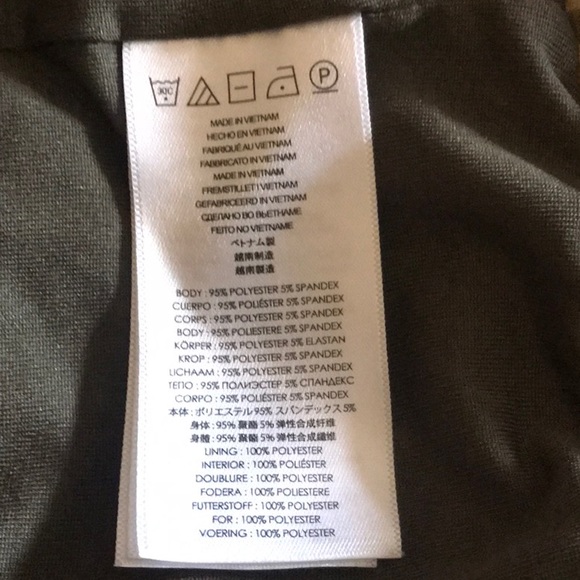 30C
P
MADE IN VIETNAM
HECHO EN VIETNAM
FABRIQUÉ AU VIETNAM
FABBRICATO IN VIETNAM
MADE IN VIETNAM
FREMSTILLET I VIETNAM
GEFABRICEERD IN VIETNAM
СДЕЛАНО ВО ВЬЕТНАМЕ
FEITO NO VIETNAME
ベトナム製
越南制造
越南製造
BODY : 95% POLYESTER 5% SPANDEX
CUERPO : 95% POLIÉSTER 5% SPANDEX
CORPS : 95% POLYESTER 5% SPANDEX
BODY : 95% POLIESTERE 5% SPANDEX
KÖRPER : 95% POLYESTER 5% ELASTAN
KROP : 95% POLYESTER 5% SPANDEX
LICHAAM : 95% POLYESTER 5% SPANDEX
ТЕЛО : 95% ПОЛИЭСТЕР 5% СПАНДЕКС
CORPO : 95% POLIÉSTER 5% SPANDEX
本体 : ポリエステル 95% スパンデックス 5%
身体 : 95% 聚酯 5% 弹性合成纤维
身體 : 95% 聚酯 5% 弹性合成纖維
LINING : 100% POLYESTER
INTERIOR : 100% POLIÉSTER
DOUBLURE : 100% POLYESTER
FODERA : 100% POLIESTERE
FUTTERSTOFF : 100% POLYESTER
FOR : 100% POLYESTER
VOERING : 100% POLYESTER